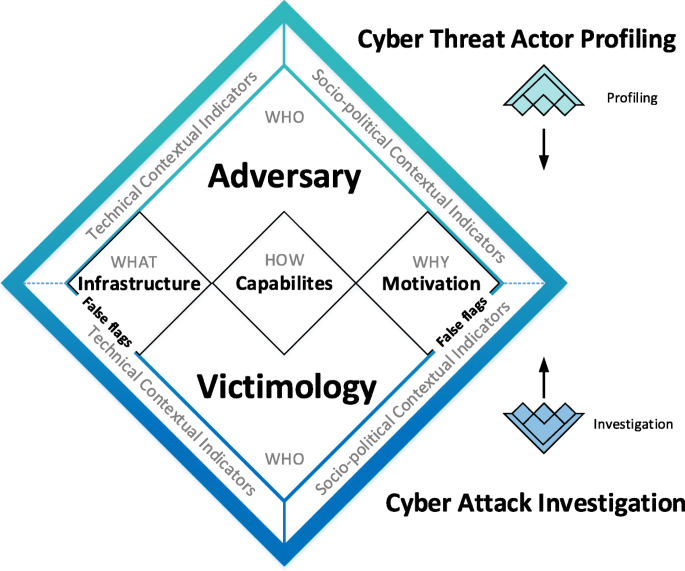 Cyber Threat Actor Profiling
Profiling
Technical Contextual Indicators
Socio-political Contextual Indicators
WHO
Adversary
WHAT
Infrastructure
HOW
Capabilites
WHY
Motivation
False flags
False flags
Technical Contextual Indicators
Socio-political Contextual Indicators
Victimology
WHO
Investigation
Cyber Attack Investigation